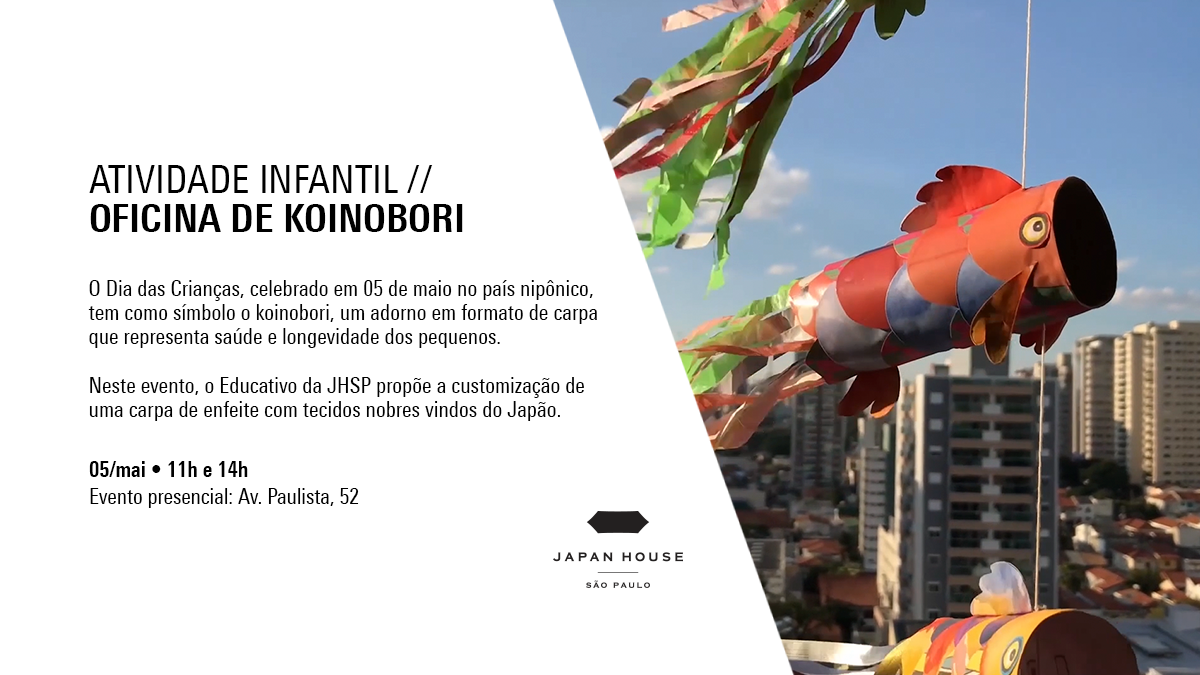 ATIVIDADE INFANTIL //
OFICINA DE KOINOBORI
O Dia das Crianças, celebrado em 05 de maio no país nipônico,
tem como símbolo o koinobori, um adorno em formato de carpa
que representa saúde e longevidade dos pequenos.
Neste evento, o Educativo da JHSP propõe a customização de
uma carpa de enfeite com tecidos nobres vindos do Japão.
05/mai • 11h e 14h
Evento presencial: Av. Paulista, 52
JAPAN HOUSE
SÃO PAULO